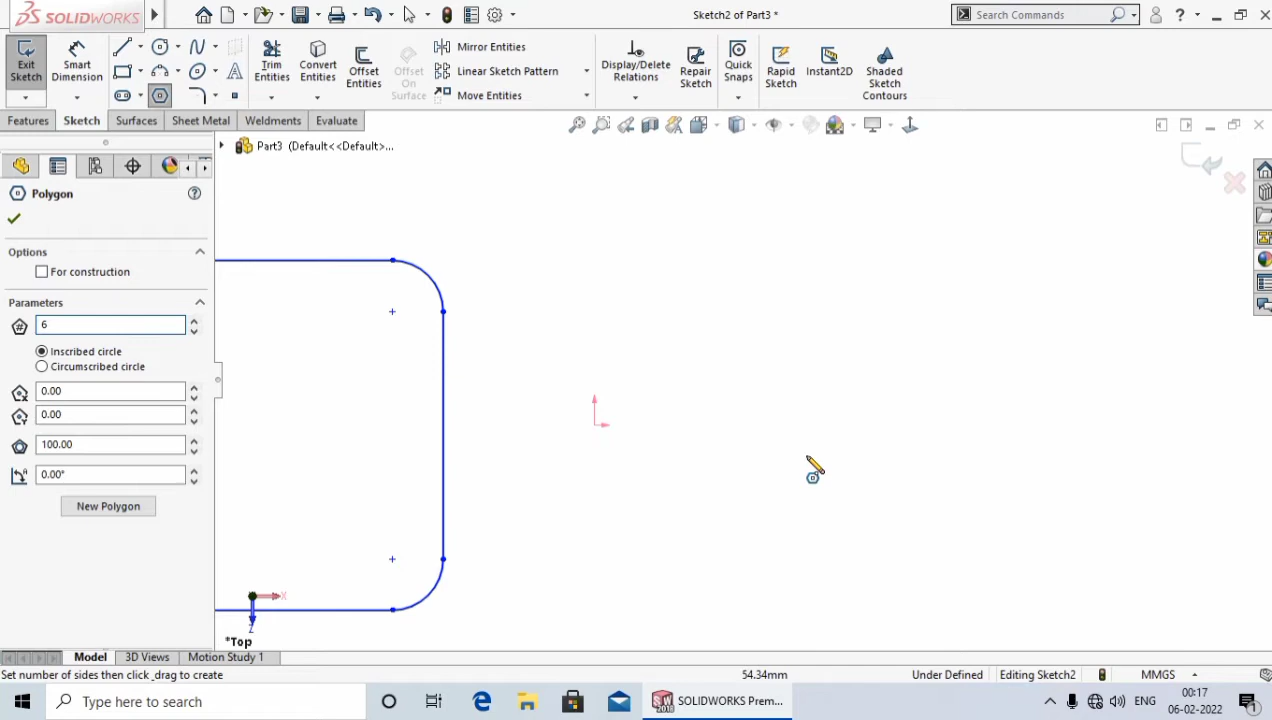 SOLIDWORKS
Sketch2 of Part3 *
Search Commands
Exit Sketch
Smart Dimension
Trim Entities
Convert Entities
Offset Entities
Offset On Surface
Mirror Entities
Linear Sketch Pattern
Move Entities
Display/Delete Relations
Repair Sketch
Quick Snaps
Rapid Sketch
Instant2D
Shaded Sketch Contours
Features
Sketch
Surfaces
Sheet Metal
Weldments
Evaluate
Part3 (Default<<Default>...
Polygon
Options
For construction
Parameters
6
Inscribed circle
Circumscribed circle
0.00
0.00
100.00
0.00°
New Polygon
X
Z
*Top
Model
3D Views
Motion Study 1
Set number of sides then click_drag to create
54.34mm
Under Defined
Editing Sketch2
MMGS
Type here to search
SOLIDWORKS Prem...
ENG
00:17
06-02-2022